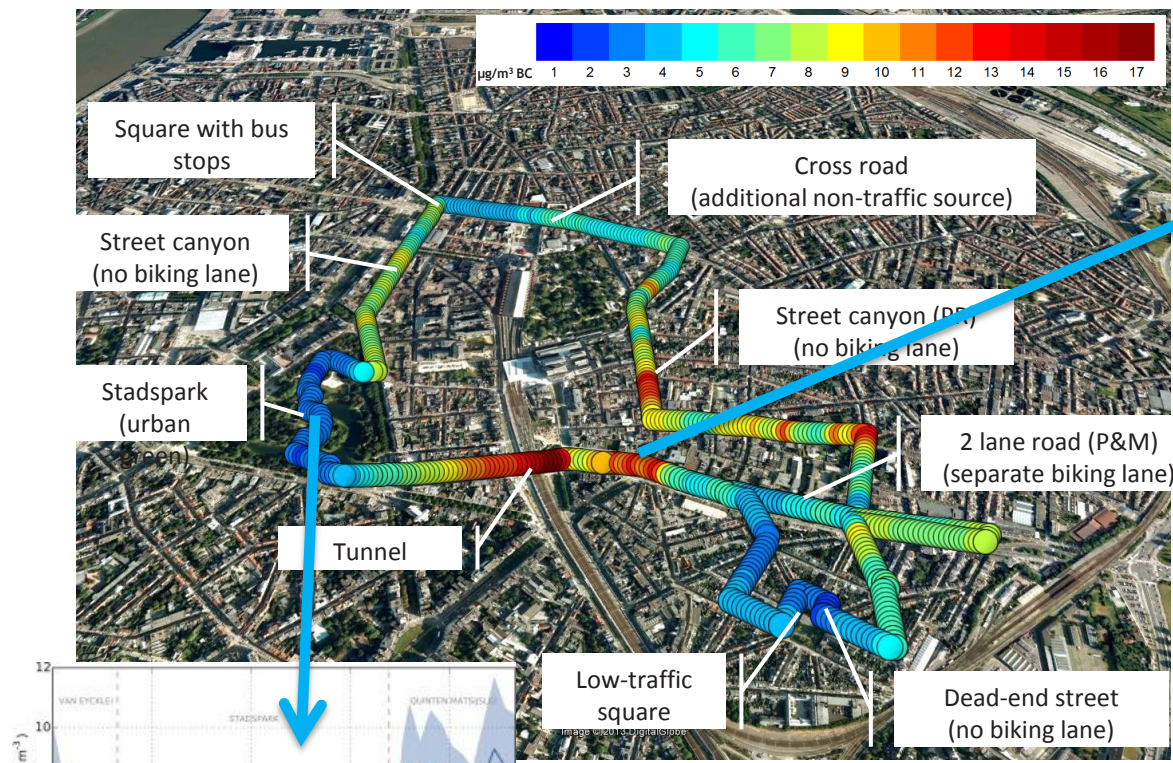 µg/m³ BC
1 2 3 4 5 6 7 8 9 10 11 12 13 14 15 16 17
Square with bus
stops
Cross road
(additional non-traffic source)
Street canyon
(no biking lane)
Street canyon (PR)
(no biking lane)
Stadspark
(urban
green)
2 lane road (P&M)
(separate biking lane)
Tunnel
Low-traffic
square
Dead-end street
(no biking lane)
Image ©2013 DigitalGlobe
12
VAN EYCKLEI
QUINTEN MATSIJSLEI
STADSPARK
10
m⁻³)